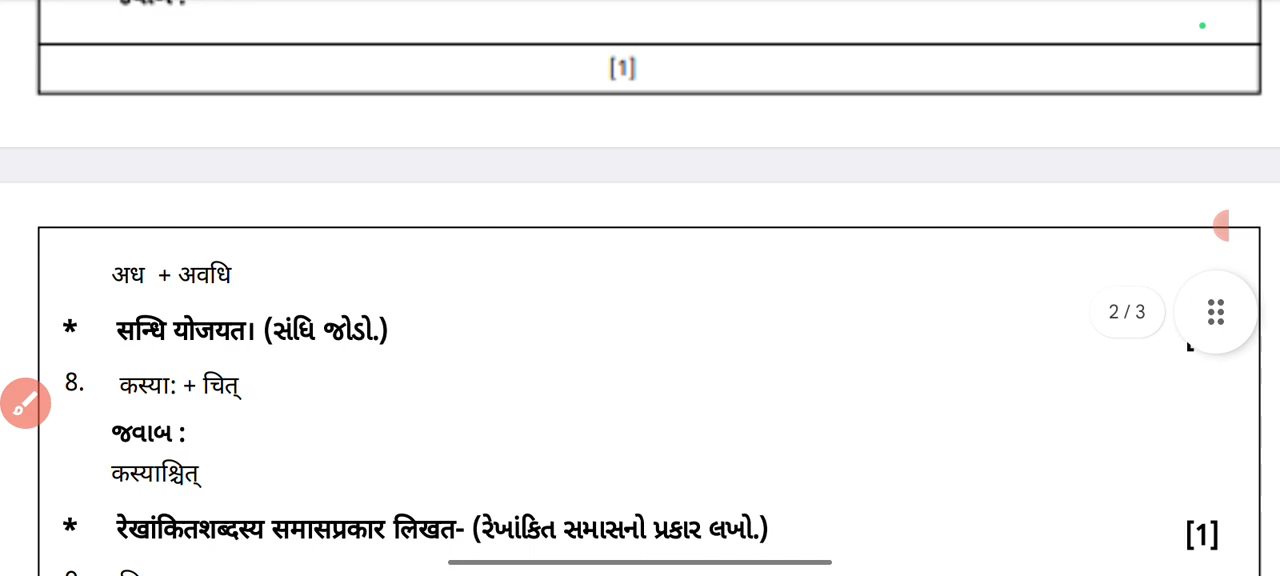 [1]
अध + अवधि
2 / 3
* सन्धि योजयत। (સંધિ જોડો.)
8. कस्या: + चित्
જવાબ :
कस्याश्चित्
* रेखांकितशब्दस्य समासप्रकार लिखत- (રેખાંકિત સમાસનો પ્રકાર લખો.) [1]